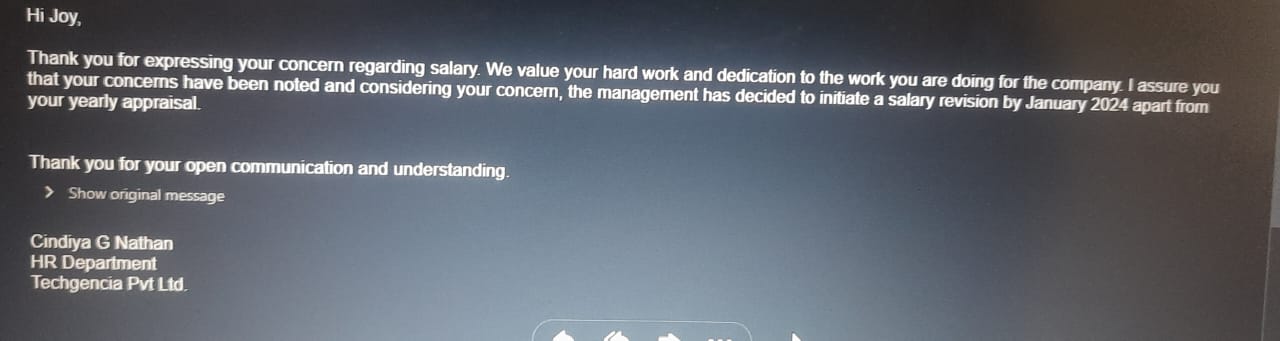 Hi Joy,
Thank you for expressing your concern regarding salary. We value your hard work and dedication to the work you are doing for the company. I assure you
that your concerns have been noted and considering your concern, the management has decided to initiate a salary revision by January 2024 apart from
your yearly appraisal.
Thank you for your open communication and understanding.
Show original message
Cindiya G Nathan
HR Department
Techgencia Pvt Ltd.